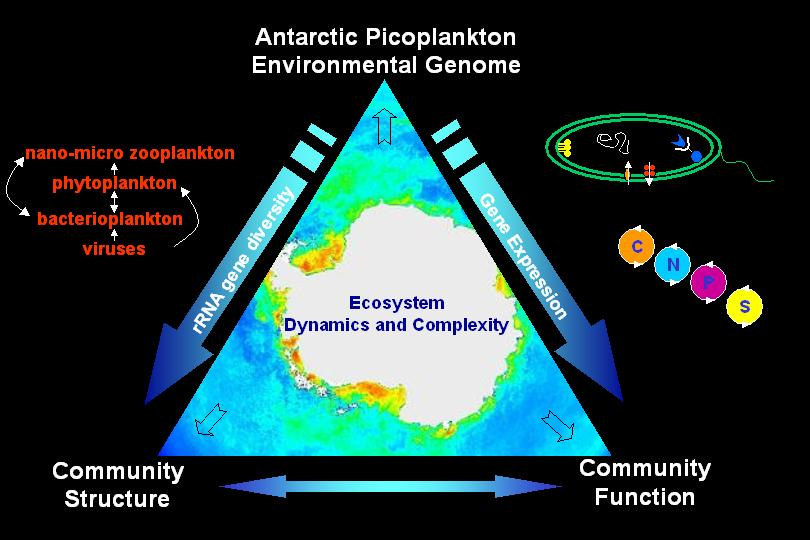 Antarctic Picoplankton
Environmental Genome
nano-micro zooplankton
phytoplankton
bacterioplankton
viruses
rRNA gene diversity
Gene Expression
C
N
P
S
Ecosystem
Dynamics and Complexity
Community
Structure
Community
Function